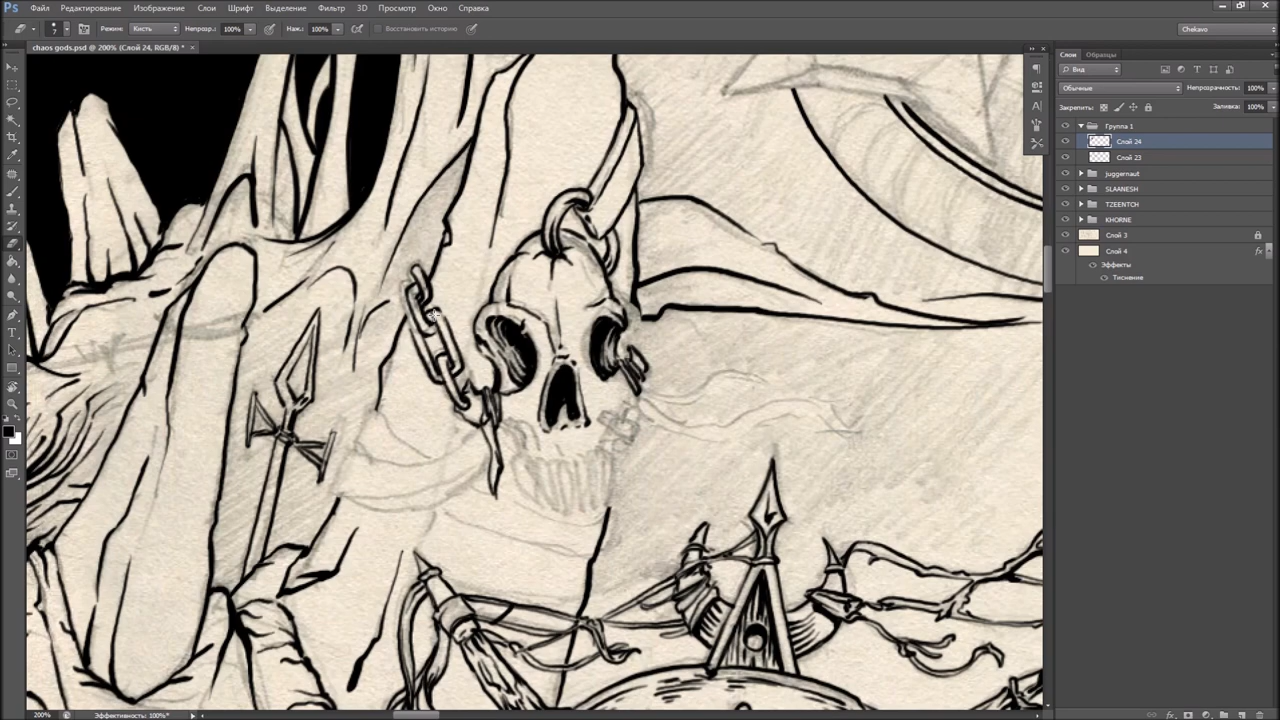 Ps Файл Редактирование Изображение Слои Шрифт Выделение Фильтр 3D Просмотр Окно Справка
7 Режим: Кисть Непрозр.: 100% Наж.: 100% Восстановить историю Chekavo
chaos gods.psd @ 200% (Слой 24, RGB/8) * ×
Слои Образцы
Вид
Обычные Непрозрачность: 100%
Закрепить: Заливка: 100%
Группа 1
Слой 24
Слой 23
juggernaut
SLAANESH
TZEENTCH
KHORNE
Слой 3
Слой 4 fx
Эффекты
Тиснение
200% Эффективность: 100%*